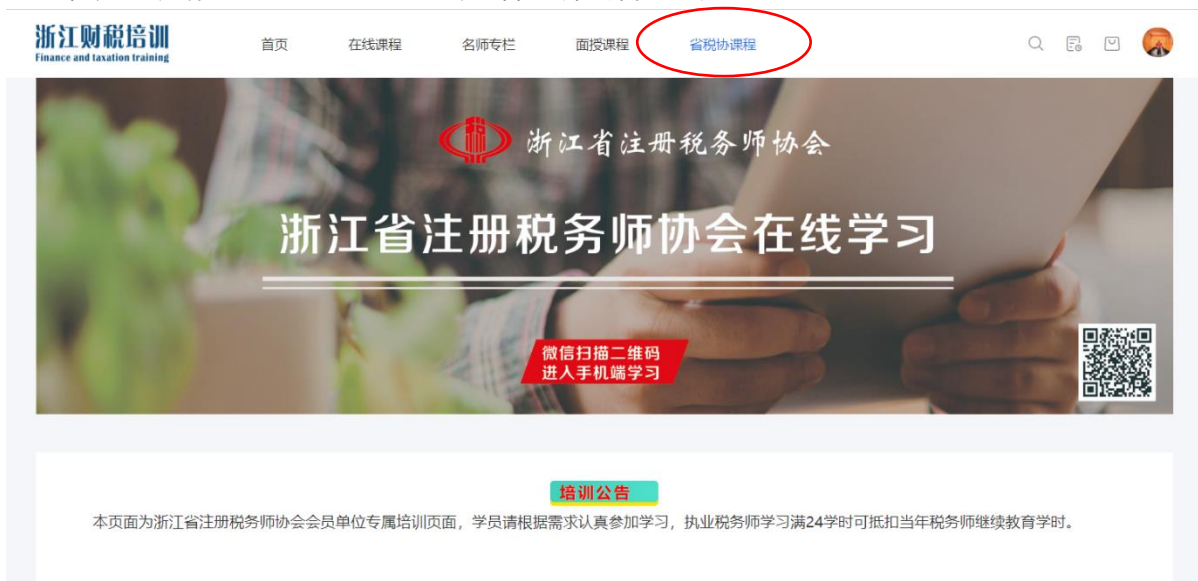 浙江财税培训
Finance and taxation training
首页 在线课程 名师专栏 面授课程 省税协课程
浙江省注册税务师协会
浙江省注册税务师协会在线学习
微信扫描二维码
进入手机端学习
培训公告
本页面为浙江省注册税务师协会会员单位专属培训页面，学员请根据需求认真参加学习，执业税务师学习满24学时可抵扣当年税务师继续教育学时。